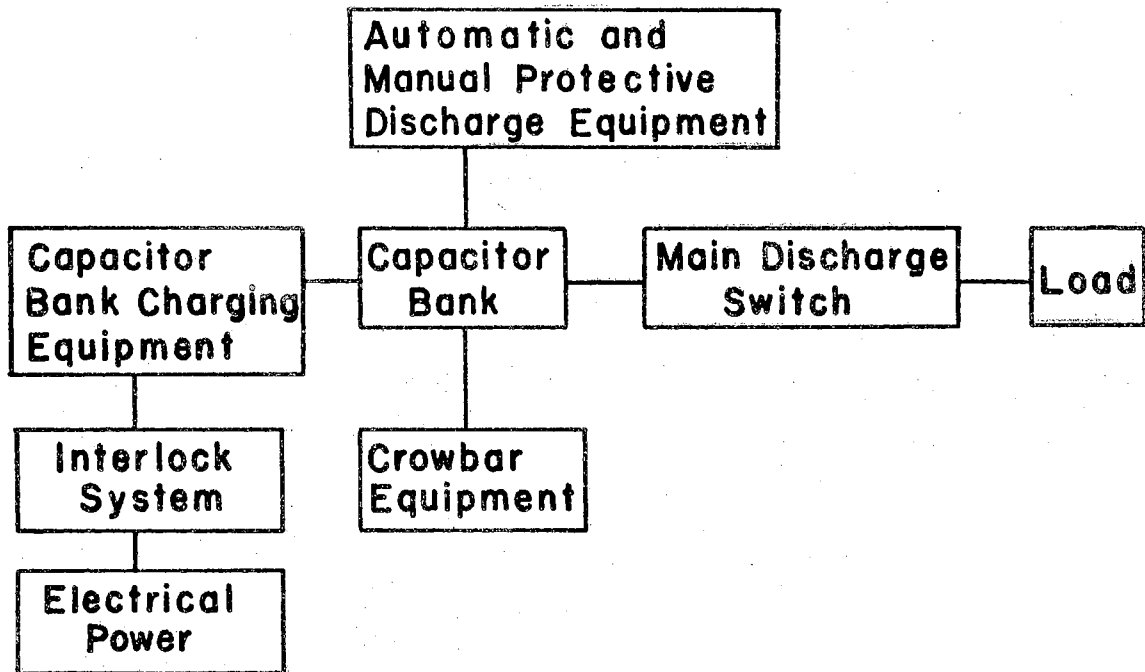 Automatic and
Manual Protective
Discharge Equipment
Capacitor
Bank Charging
Equipment
Capacitor
Bank
Main Discharge
Switch
Load
Interlock
System
Crowbar
Equipment
Electrical
Power